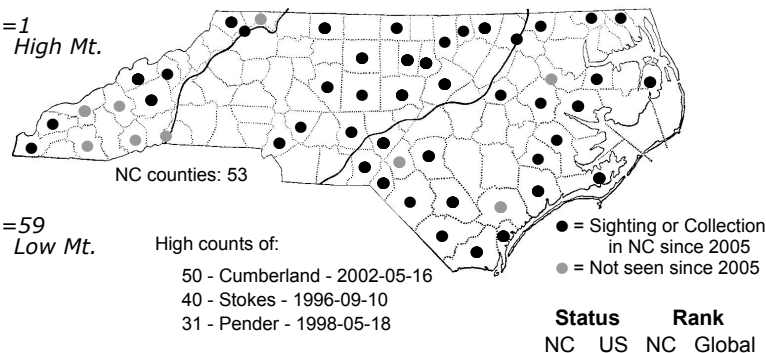 =1
High Mt.
NC counties: 53
=59
Low Mt.
High counts of:
50 - Cumberland - 2002-05-16
40 - Stokes - 1996-09-10
31 - Pender - 1998-05-18
● = Sighting or Collection
in NC since 2005
● = Not seen since 2005
Status Rank
NC US NC Global